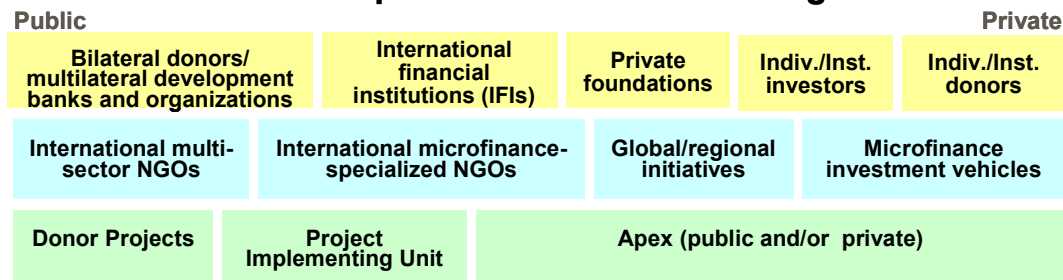 Public
Private
Bilateral donors/
multilateral development
banks and organizations
International
financial
institutions (IFIs)
Private
foundations
Indiv./Inst.
investors
Indiv./Inst.
donors
International multi-
sector NGOs
International microfinance-
specialized NGOs
Global/regional
initiatives
Microfinance
investment vehicles
Donor Projects
Project
Implementing Unit
Apex (public and/or private)